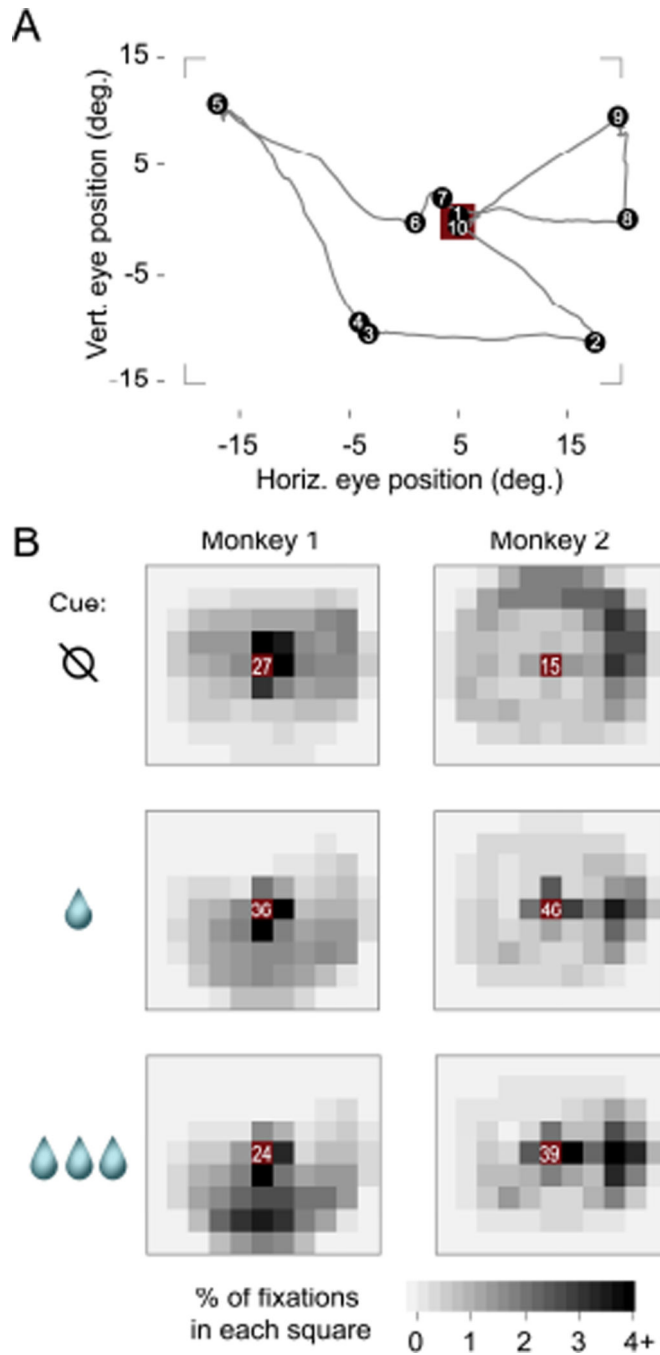 A
15
5
-5
-15
Vert. eye position (deg.)
5
9
7
1
8
6
10
4
3
2
-15
-5
5
15
Horiz. eye position (deg.)
B
Monkey 1
Monkey 2
Cue:
Ø
27
15
36
46
24
39
% of fixations
in each square
0
1
2
3
4+